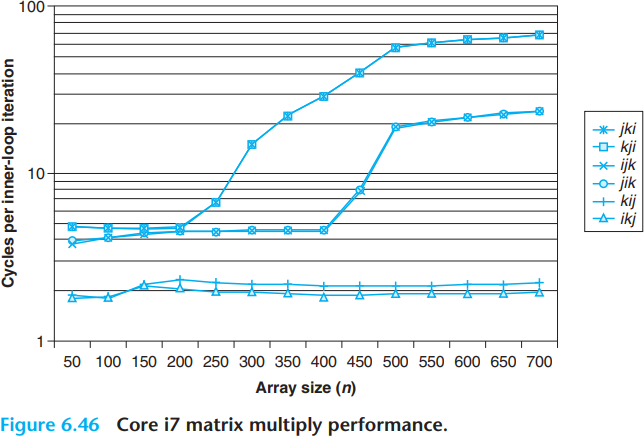 100
10
1
Cycles per inner-loop iteration
50 100 150 200 250 300 350 400 450 500 550 600 650 700
Array size (n)
jki
kji
ijk
jik
kij
ikj
Figure 6.46 Core i7 matrix multiply performance.